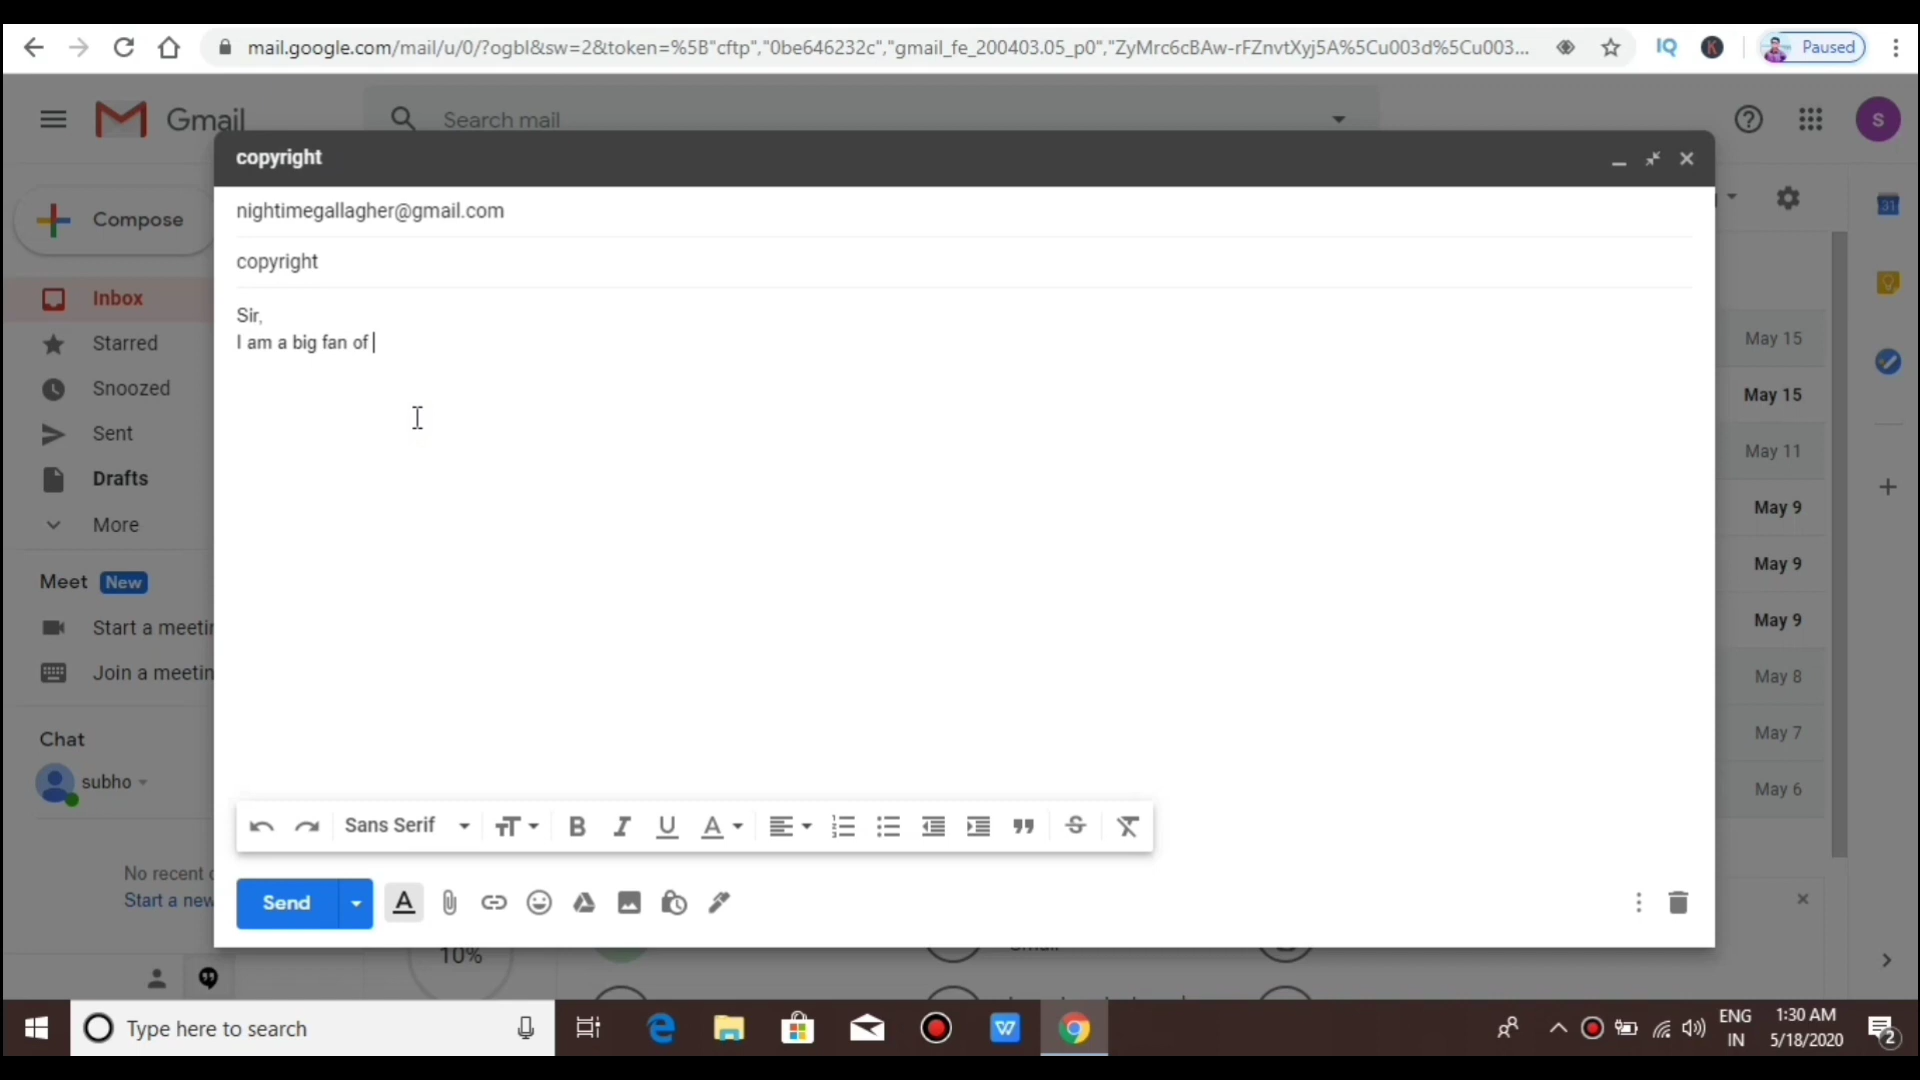 mail.google.com/mail/u/0/?ogbl&sw=2&token=%5B"cftp","0be646232c","gmail_fe_200403.05_p0","ZyMrc6cBAw-rFZnvtXyj5A%5Cu003d%5Cu003...
IQ
K
Paused
Gmail
Search mail
S
copyright
nightimegallagher@gmail.com
copyright
Sir,
I am a big fan of
Compose
Inbox
Starred
Snoozed
Sent
Drafts
More
Meet New
Start a meetin
Join a meetin
Chat
subho
No recent
Start a new
31
May 15
May 15
May 11
May 9
May 9
May 9
May 8
May 7
May 6
Sans Serif
B I U A
Send
A
10%
Type here to search
W
ENG
IN
1:30 AM
5/18/2020
2